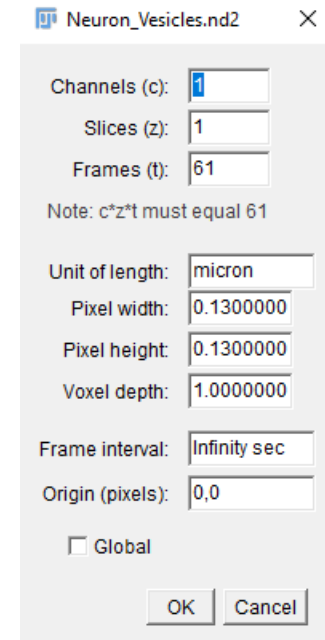 Neuron_Vesicles.nd2
Channels (c): 1
Slices (z): 1
Frames (t): 61
Note: c*z*t must equal 61
Unit of length: micron
Pixel width: 0.1300000
Pixel height: 0.1300000
Voxel depth: 1.0000000
Frame interval: Infinity sec
Origin (pixels): 0,0
Global
OK Cancel